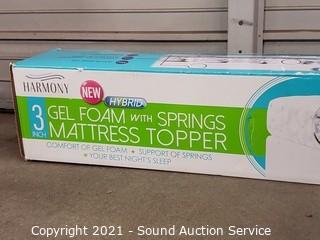 HARMONY
NEW
HYBRID
3 INCH
GEL FOAM WITH SPRINGS
MATTRESS TOPPER
COMFORT OF GEL FOAM • SUPPORT OF SPRINGS
• YOUR BEST NIGHT'S SLEEP
Copyright 2021 - Sound Auction Service